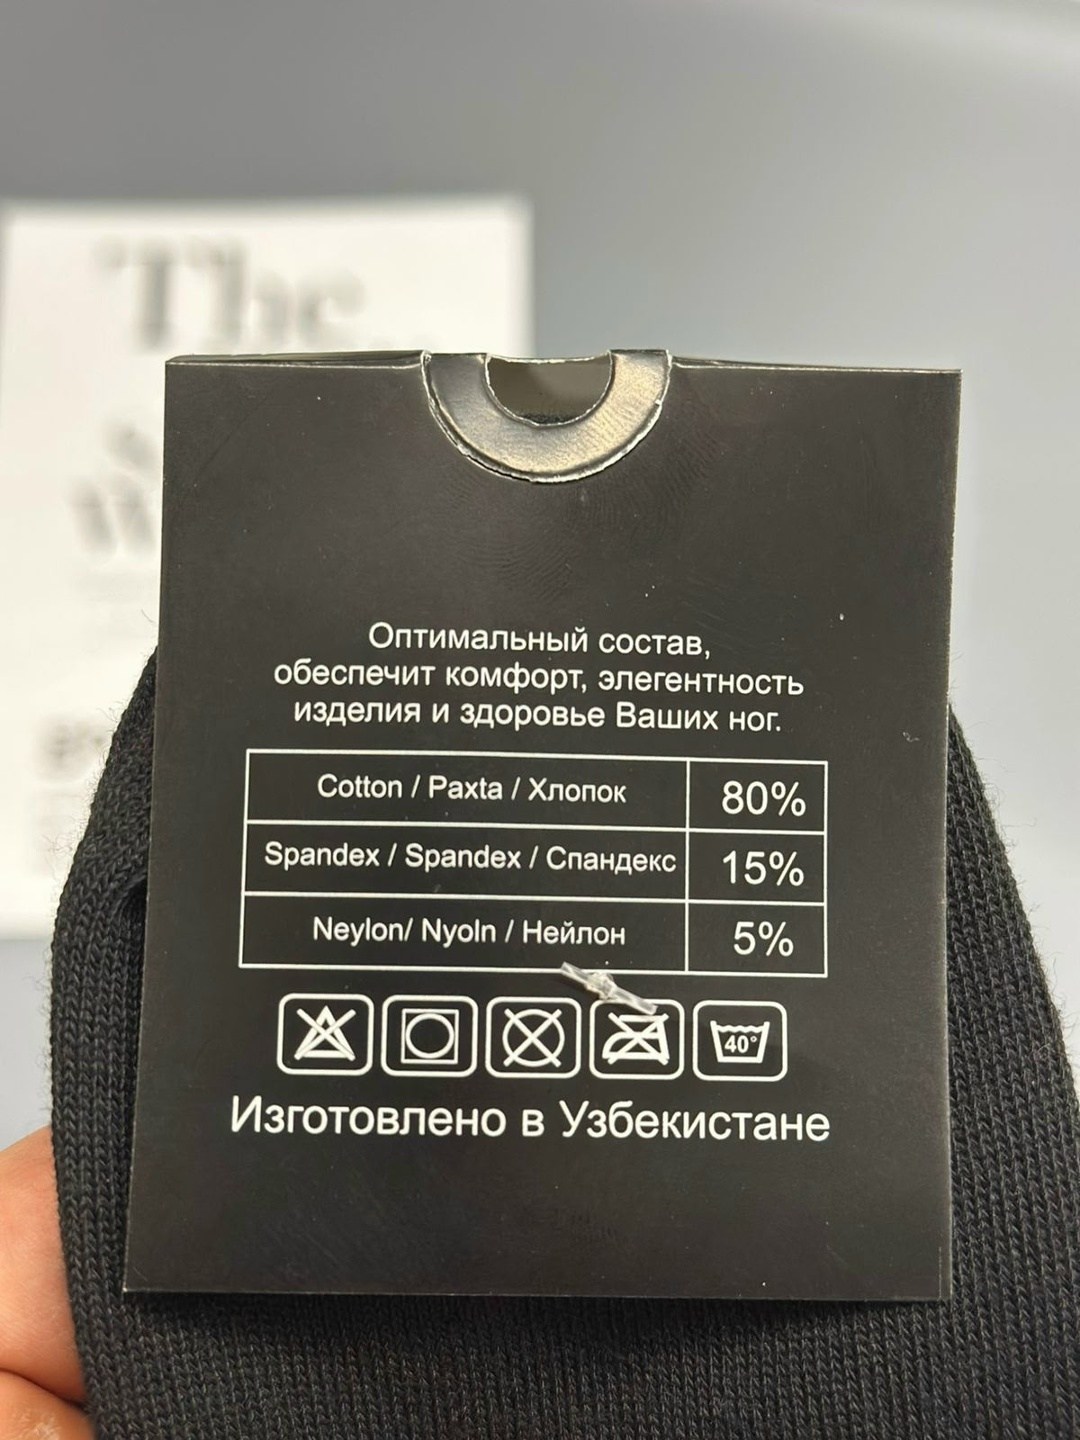 The
Оптимальный состав,
обеспечит комфорт, элегентность
изделия и здоровье Ваших ног.
Cotton / Paxta / Хлопок 80%
Spandex / Spandex / Спандекс 15%
Neylon/ Nyoln / Нейлон 5%
40°
Изготовлено в Узбекистане